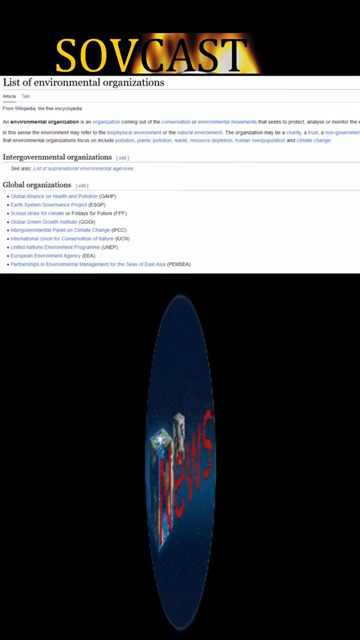 SOVCAST
List of environmental organizations
Article Talk
From Wikipedia, the free encyclopedia
An environmental organization is an organization coming out of the conservation or environmental movements that seeks to protect, analyse or monitor the e
In this sense the environment may refer to the biophysical environment or the natural environment. The organization may be a charity, a trust, a non-government
that environmental organizations focus on include pollution, plastic pollution, waste, resource depletion, human overpopulation and climate change.
Intergovernmental organizations [ edit ]
See also: List of supranational environmental agencies
Global organizations [ edit ]
• Global Alliance on Health and Pollution (GAHP)
• Earth System Governance Project (ESGP)
• School strike for climate or Fridays for Future (FFF)
• Global Green Growth Institute (GGGI)
• Intergovernmental Panel on Climate Change (IPCC)
• International Union for Conservation of Nature (IUCN)
• United Nations Environment Programme (UNEP)
• European Environment Agency (EEA)
• Partnerships in Environmental Management for the Seas of East Asia (PEMSEA)
News